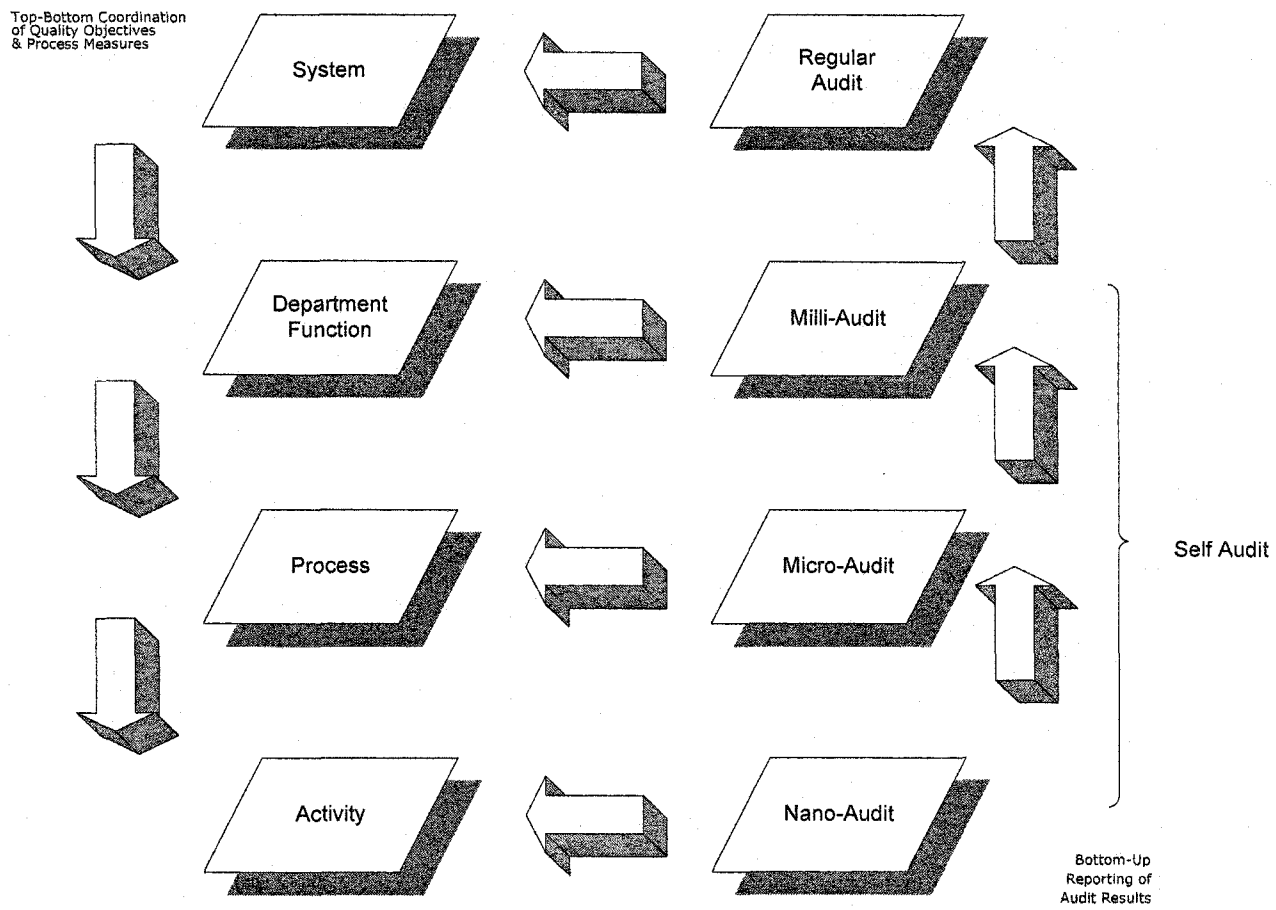 Top-Bottom Coordination
of Quality Objectives
& Process Measures
System
Regular
Audit
Department
Function
Milli-Audit
Process
Micro-Audit
Self Audit
Activity
Nano-Audit
Bottom-Up
Reporting of
Audit Results